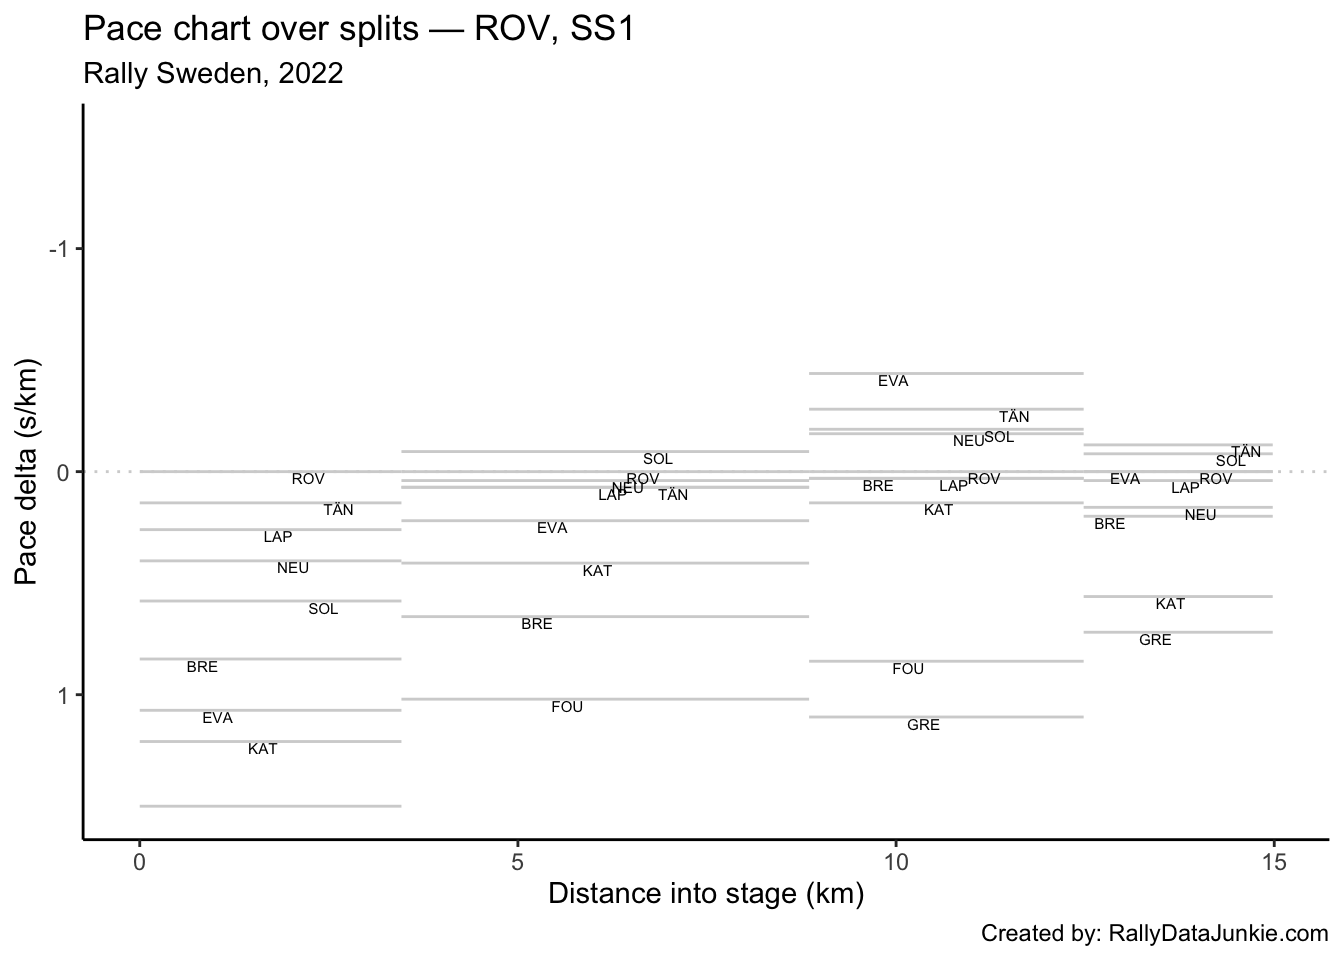 Pace chart over splits — ROV, SS1
Rally Sweden, 2022
Pace delta (s/km)
-1
0
1
ROV
TÄN
LAP
NEU
SOL
BRE
EVA
KAT
SOL
ROV
NEU
LAP
TÄN
EVA
KAT
BRE
FOU
EVA
TÄN
SOL
NEU
ROV
BRE
LAP
KAT
FOU
GRE
TÄN
SOL
EVA
ROV
LAP
NEU
BRE
KAT
GRE
0
5
10
15
Distance into stage (km)
Created by: RallyDataJunkie.com